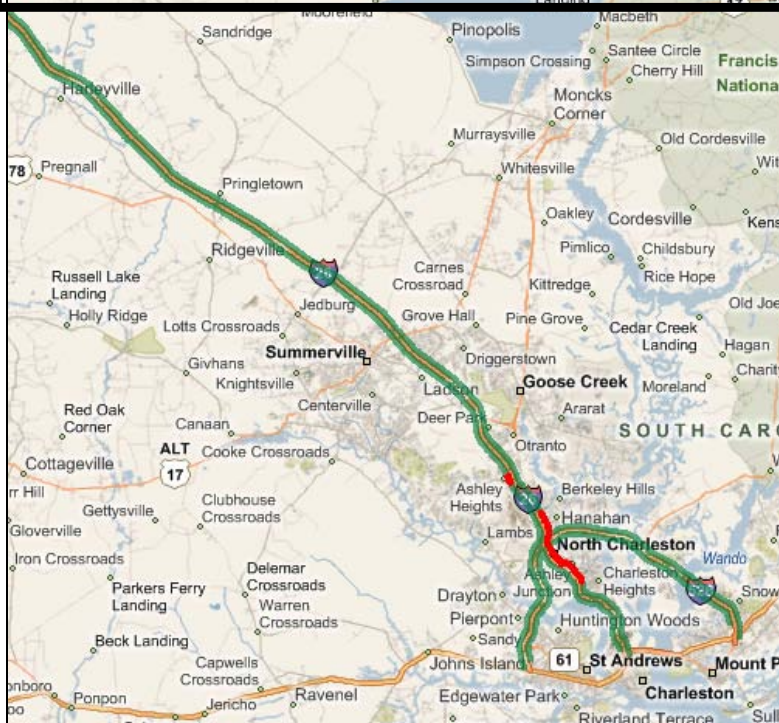 Macbeth
Sandridge
Pinopolis
Santee Circle
Simpson Crossing
Cherry Hill
Francis
National
Harleyville
Moncks
Corner
Murraysville
Old Cordesville
78
Pregnall
Whitesville
Pringletown
Oakley
Cordesville
Ridgeville
Pimlico
Childsbury
Rice Hope
Russell Lake
Landing
Carnes
Crossroad
Kittredge
Holly Ridge
Jedburg
Grove Hall
Pine Grove
Cedar Creek
Landing
Lotts Crossroads
Hagan
Summerville
Driggerstown
Givhans
Knightsville
Ladson
Goose Creek
Moreland
Red Oak
Corner
Centerville
Deer Park
Ararat
Canaan
Otranto
SOUTH CARO
ALT
17
Cooke Crossroads
Cottageville
Ashley
Heights
Berkeley Hills
Gettysville
Clubhouse
Crossroads
Hanahan
Gloverville
Lambs
North Charleston
Wando
Iron Crossroads
Delemar
Crossroads
Ashley
Junction
Charleston
Heights
Parkers Ferry
Landing
Drayton
Warren
Crossroads
Pierpont
Huntington Woods
Beck Landing
Sandy
Johns Island
61
St Andrews
Mount P
Capwells
Crossroads
Charleston
Ponpon
Jericho
Ravenel
Edgewater Park
Riverland Terrace